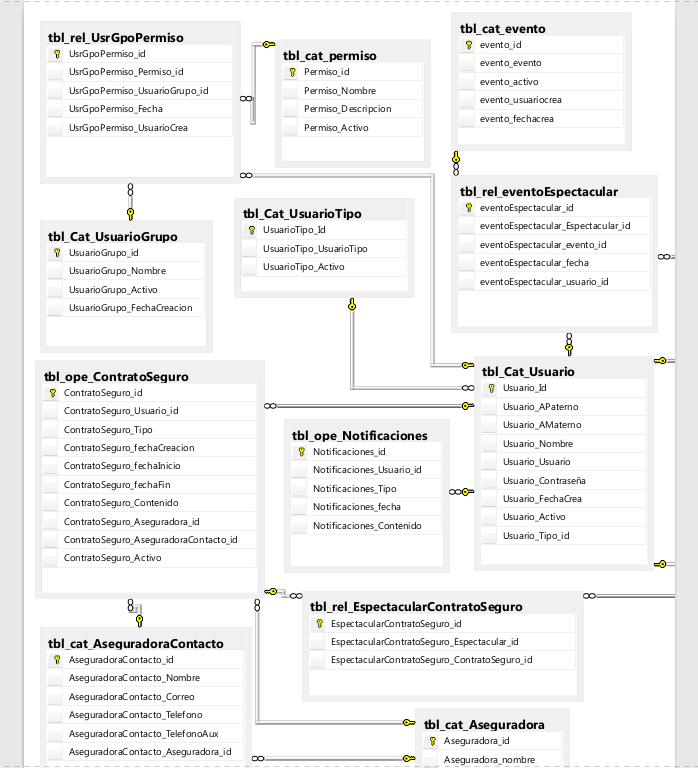 tbl_rel_UsrGpoPermiso
UsrGpoPermiso_id
UsrGpoPermiso_Permiso_id
UsrGpoPermiso_UsuarioGrupo_id
UsrGpoPermiso_Fecha
UsrGpoPermiso_UsuarioCrea
tbl_cat_permiso
Permiso_id
Permiso_Nombre
Permiso_Descripcion
Permiso_Activo
tbl_cat_evento
evento_id
evento_evento
evento_activo
evento_usuariocrea
evento_fechacrea
tbl_Cat_UsuarioGrupo
UsuarioGrupo_id
UsuarioGrupo_Nombre
UsuarioGrupo_Activo
UsuarioGrupo_FechaCreacion
tbl_Cat_UsuarioTipo
UsuarioTipo_Id
UsuarioTipo_UsuarioTipo
UsuarioTipo_Activo
tbl_rel_eventoEspectacular
eventoEspectacular_id
eventoEspectacular_Espectacular_id
eventoEspectacular_evento_id
eventoEspectacular_fecha
eventoEspectacular_usuario_id
tbl_ope_ContratoSeguro
ContratoSeguro_id
ContratoSeguro_Usuario_id
ContratoSeguro_Tipo
ContratoSeguro_fechaCreacion
ContratoSeguro_fechaInicio
ContratoSeguro_fechaFin
ContratoSeguro_Contenido
ContratoSeguro_Aseguradora_id
ContratoSeguro_AseguradoraContacto_id
ContratoSeguro_Activo
tbl_ope_Notificaciones
Notificaciones_id
Notificaciones_Usuario_id
Notificaciones_Tipo
Notificaciones_fecha
Notificaciones_Contenido
tbl_Cat_Usuario
Usuario_Id
Usuario_APaterno
Usuario_AMaterno
Usuario_Nombre
Usuario_Usuario
Usuario_Contraseña
Usuario_FechaCrea
Usuario_Activo
Usuario_Tipo_id
tbl_rel_EspectacularContratoSeguro
EspectacularContratoSeguro_id
EspectacularContratoSeguro_Espectacular_id
EspectacularContratoSeguro_ContratoSeguro_id
tbl_cat_AseguradoraContacto
AseguradoraContacto_id
AseguradoraContacto_Nombre
AseguradoraContacto_Correo
AseguradoraContacto_Telefono
AseguradoraContacto_TelefonoAux
AseguradoraContacto_Aseguradora_id
tbl_cat_Aseguradora
Aseguradora_id
Aseguradora_nombre